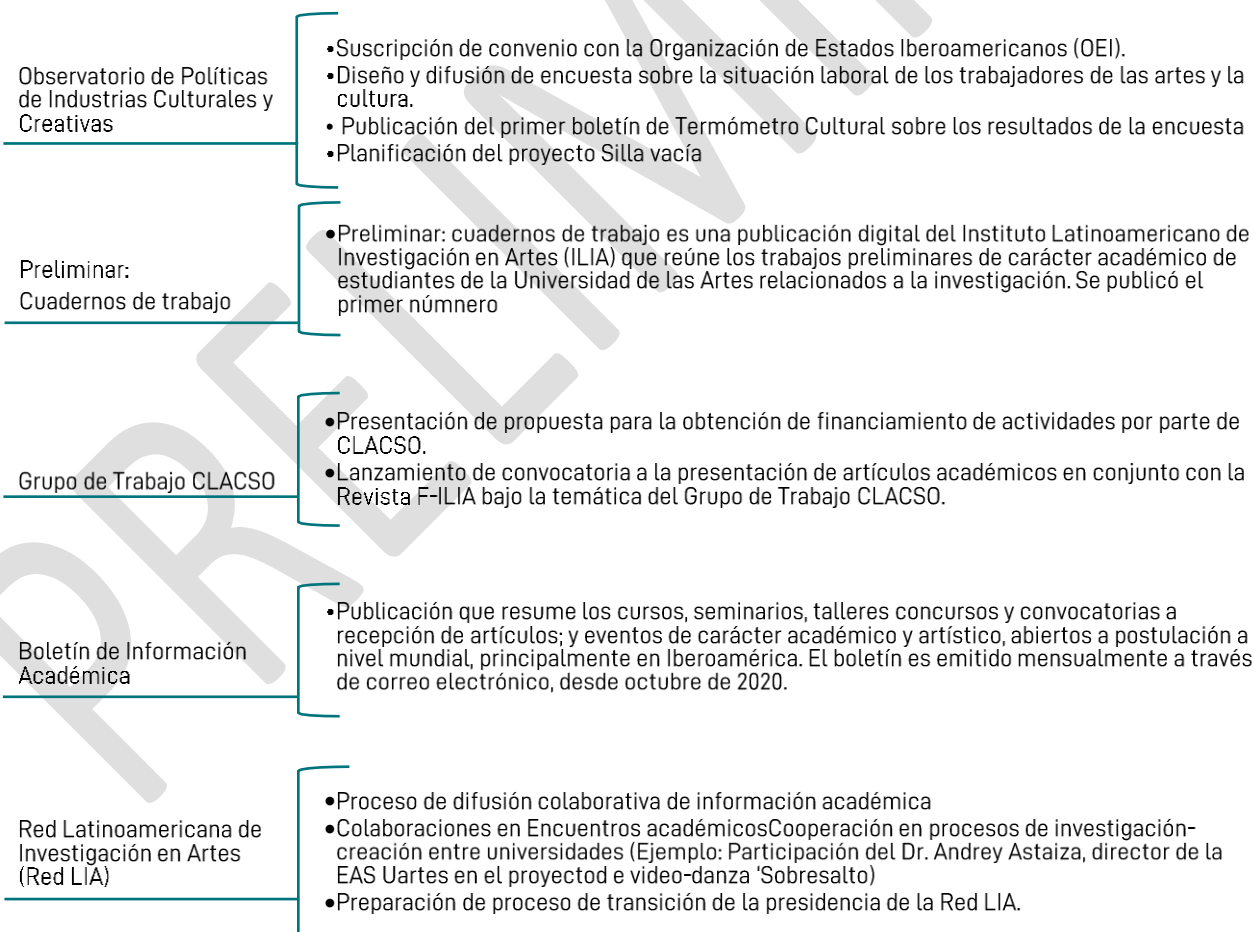 Observatorio de Políticas
de Industrias Culturales y
Creativas
•Suscripción de convenio con la Organización de Estados Iberoamericanos (OEI).
•Diseño y difusión de encuesta sobre la situación laboral de los trabajadores de las artes y la
cultura.
• Publicación del primer boletín de Termómetro Cultural sobre los resultados de la encuesta
•Planificación del proyecto Silla vacía
Preliminar:
Cuadernos de trabajo
•Preliminar: cuadernos de trabajo es una publicación digital del Instituto Latinoamericano de
Investigación en Artes (ILIA) que reúne los trabajos preliminares de carácter académico de
estudiantes de la Universidad de las Artes relacionados a la investigación. Se publicó el
primer númnero
Grupo de Trabajo CLACSO
•Presentación de propuesta para la obtención de financiamiento de actividades por parte de
CLACSO.
•Lanzamiento de convocatoria a la presentación de artículos académicos en conjunto con la
Revista F-ILIA bajo la temática del Grupo de Trabajo CLACSO.
Boletín de Información
Académica
•Publicación que resume los cursos, seminarios, talleres concursos y convocatorias a
recepción de artículos; y eventos de carácter académico y artístico, abiertos a postulación a
nivel mundial, principalmente en Iberoamérica. El boletín es emitido mensualmente a través
de correo electrónico, desde octubre de 2020.
Red Latinoamericana de
Investigación en Artes
(Red LIA)
•Proceso de difusión colaborativa de información académica
•Colaboraciones en Encuentros académicosCooperación en procesos de investigación-
creación entre universidades (Ejemplo: Participación del Dr. Andrey Astaiza, director de la
EAS Uartes en el proyectod e video-danza 'Sobresalto)
•Preparación de proceso de transición de la presidencia de la Red LIA.
PRELIM